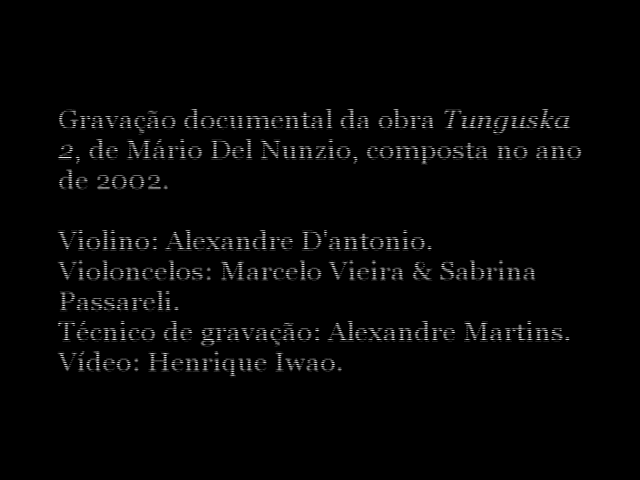 Gravação documental da obra Tunguska
2, de Mário Del Nunzio, composta no ano
de 2002.
Violino: Alexandre D'antonio.
Violoncelos: Marcelo Vieira & Sabrina
Passareli.
Técnico de gravação: Alexandre Martins.
Vídeo: Henrique Iwao.